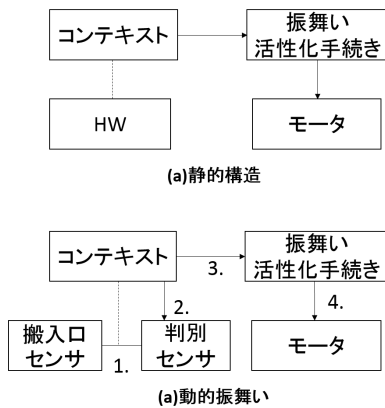 コンテキスト
振舞い
活性化手続き
HW
モータ
(a)静的構造
コンテキスト
振舞い
活性化手続き
3.
2.
4.
搬入口
センサ
1.
判別
センサ
モータ
(a)動的振舞い